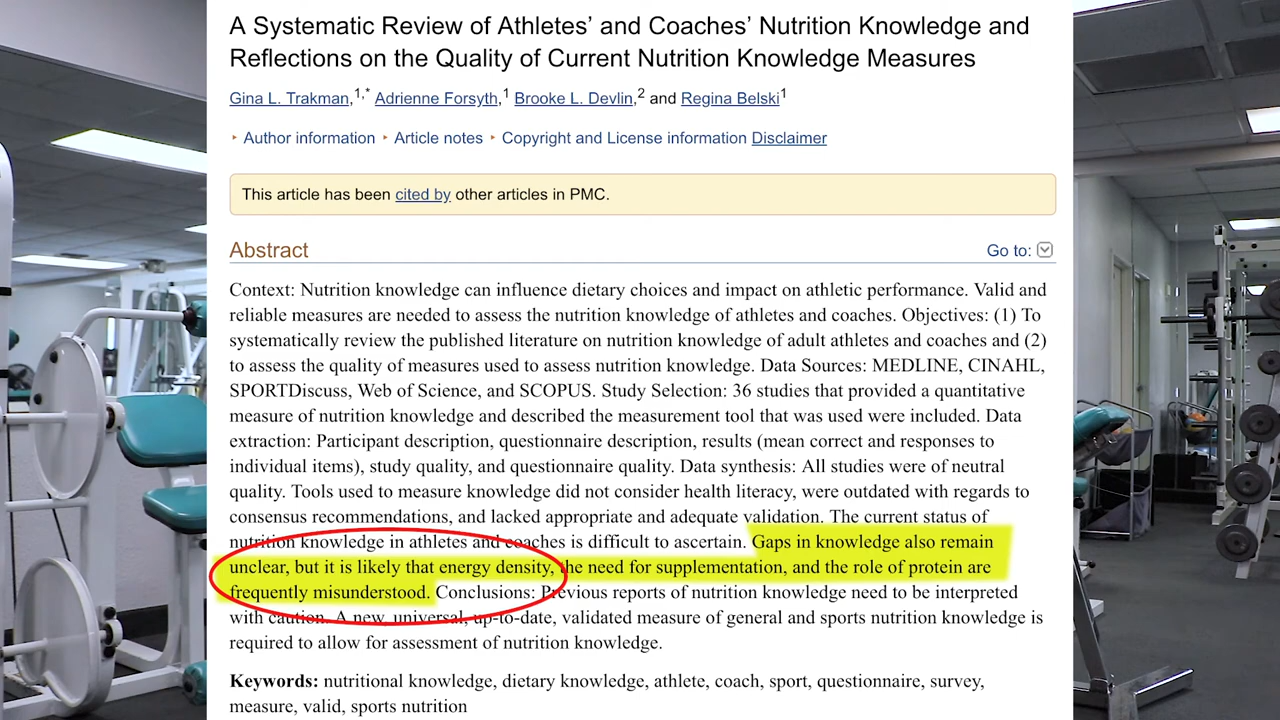 A Systematic Review of Athletes’ and Coaches’ Nutrition Knowledge and
Reflections on the Quality of Current Nutrition Knowledge Measures
Gina L. Trakman,1,* Adrienne Forsyth,1 Brooke L. Devlin,2 and Regina Belski1
‣ Author information ‣ Article notes ‣ Copyright and License information Disclaimer
This article has been cited by other articles in PMC.
Abstract Go to:
Context: Nutrition knowledge can influence dietary choices and impact on athletic performance. Valid and
reliable measures are needed to assess the nutrition knowledge of athletes and coaches. Objectives: (1) To
systematically review the published literature on nutrition knowledge of adult athletes and coaches and (2)
to assess the quality of measures used to assess nutrition knowledge. Data Sources: MEDLINE, CINAHL,
SPORTDiscuss, Web of Science, and SCOPUS. Study Selection: 36 studies that provided a quantitative
measure of nutrition knowledge and described the measurement tool that was used were included. Data
extraction: Participant description, questionnaire description, results (mean correct and responses to
individual items), study quality, and questionnaire quality. Data synthesis: All studies were of neutral
quality. Tools used to measure knowledge did not consider health literacy, were outdated with regards to
consensus recommendations, and lacked appropriate and adequate validation. The current status of
nutrition knowledge in athletes and coaches is difficult to ascertain. Gaps in knowledge also remain
unclear, but it is likely that energy density, the need for supplementation, and the role of protein are
frequently misunderstood. Conclusions: Previous reports of nutrition knowledge need to be interpreted
with caution. A new, universal, up-to-date, validated measure of general and sports nutrition knowledge is
required to allow for assessment of nutrition knowledge.
Keywords: nutritional knowledge, dietary knowledge, athlete, coach, sport, questionnaire, survey,
measure, valid, sports nutrition